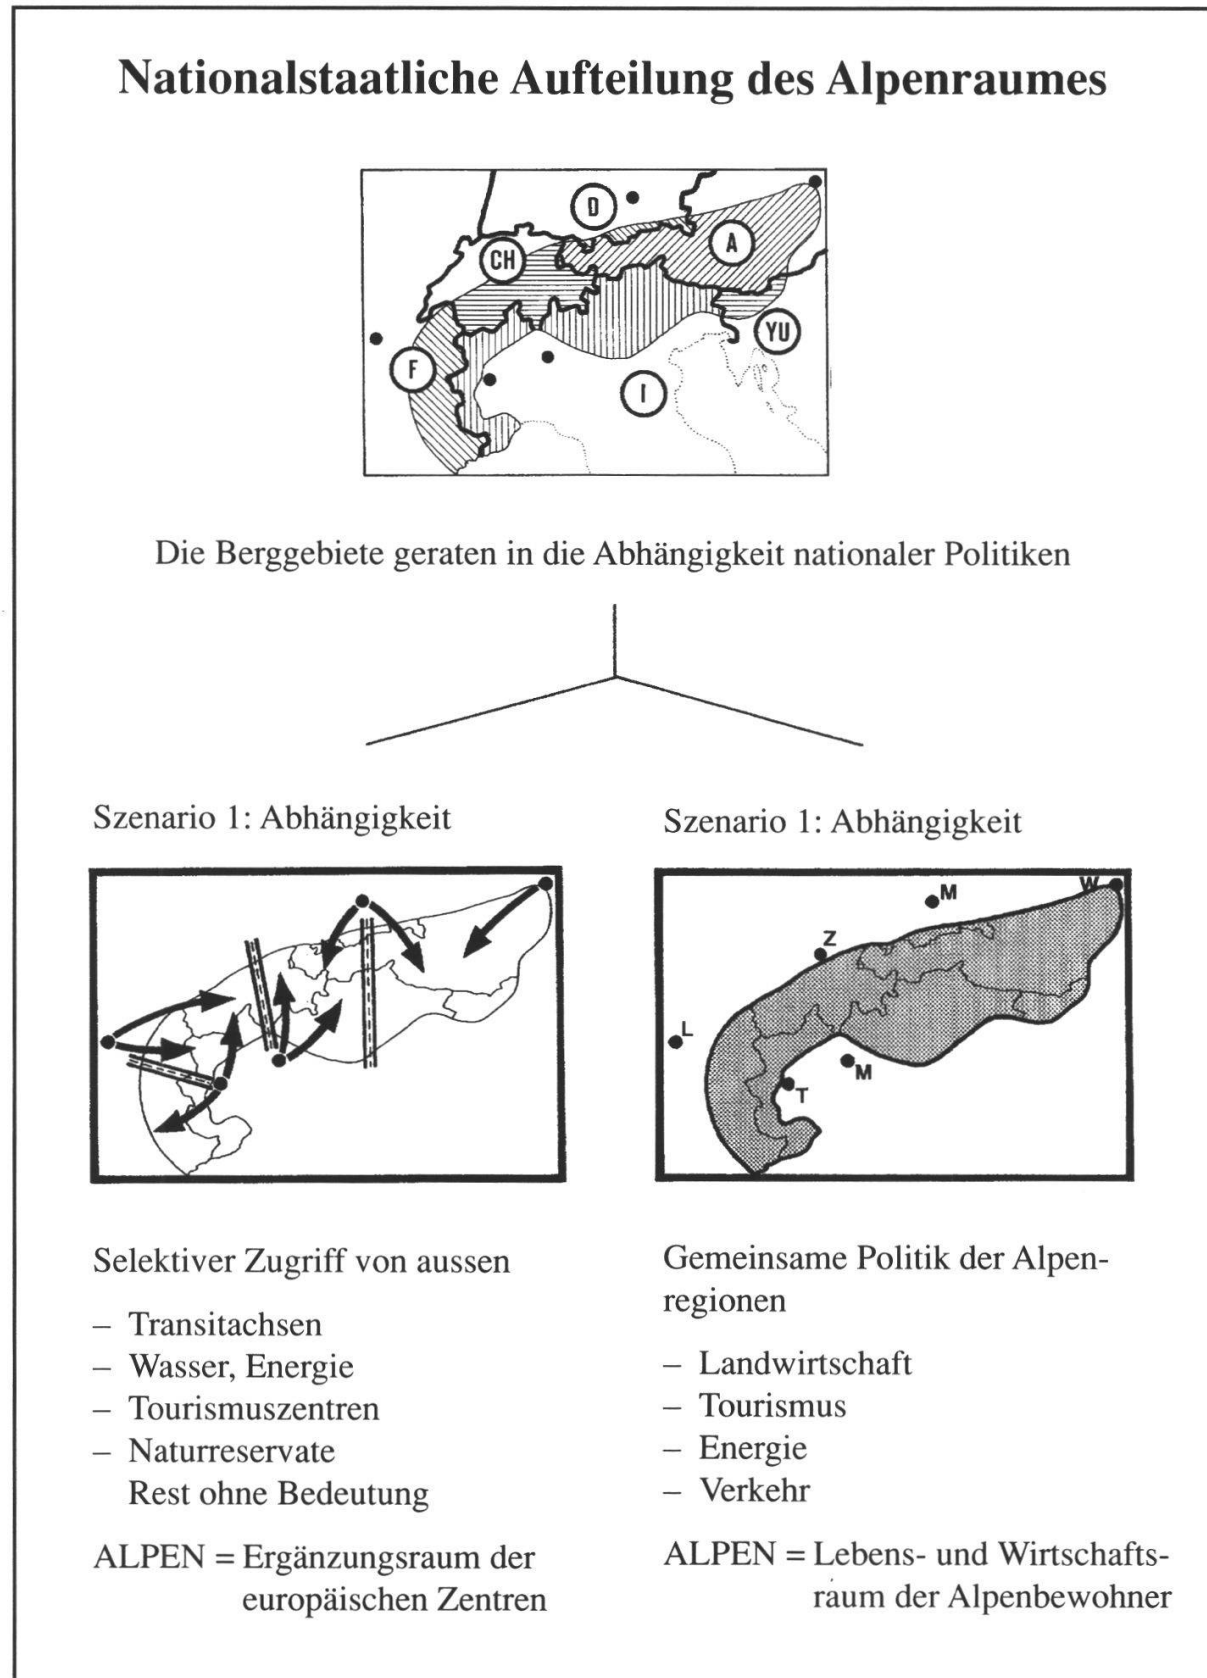 Nationalstaatliche Aufteilung des Alpenraumes
D
A
CH
YU
F
I
Die Berggebiete geraten in die Abhängigkeit nationaler Politiken
Szenario 1: Abhängigkeit
Selektiver Zugriff von aussen
– Transitachsen
– Wasser, Energie
– Tourismuszentren
– Naturreservate
Rest ohne Bedeutung
ALPEN = Ergänzungsraum der
europäischen Zentren
Szenario 1: Abhängigkeit
W
M
Z
L
M
T
Gemeinsame Politik der Alpen-
regionen
– Landwirtschaft
– Tourismus
– Energie
– Verkehr
ALPEN = Lebens- und Wirtschafts-
raum der Alpenbewohner